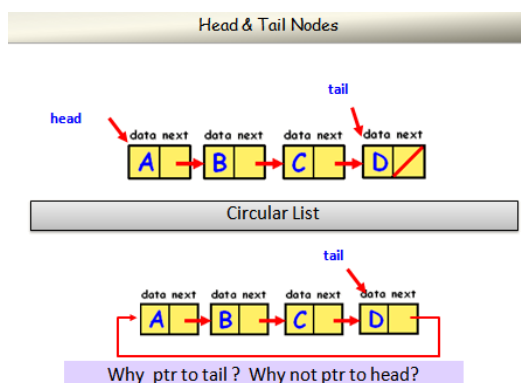 Head & Tail Nodes
tail
head
data next data next data next data next
A B C D
Circular List
tail
data next data next data next data next
A B C D
Why ptr to tail ? Why not ptr to head?